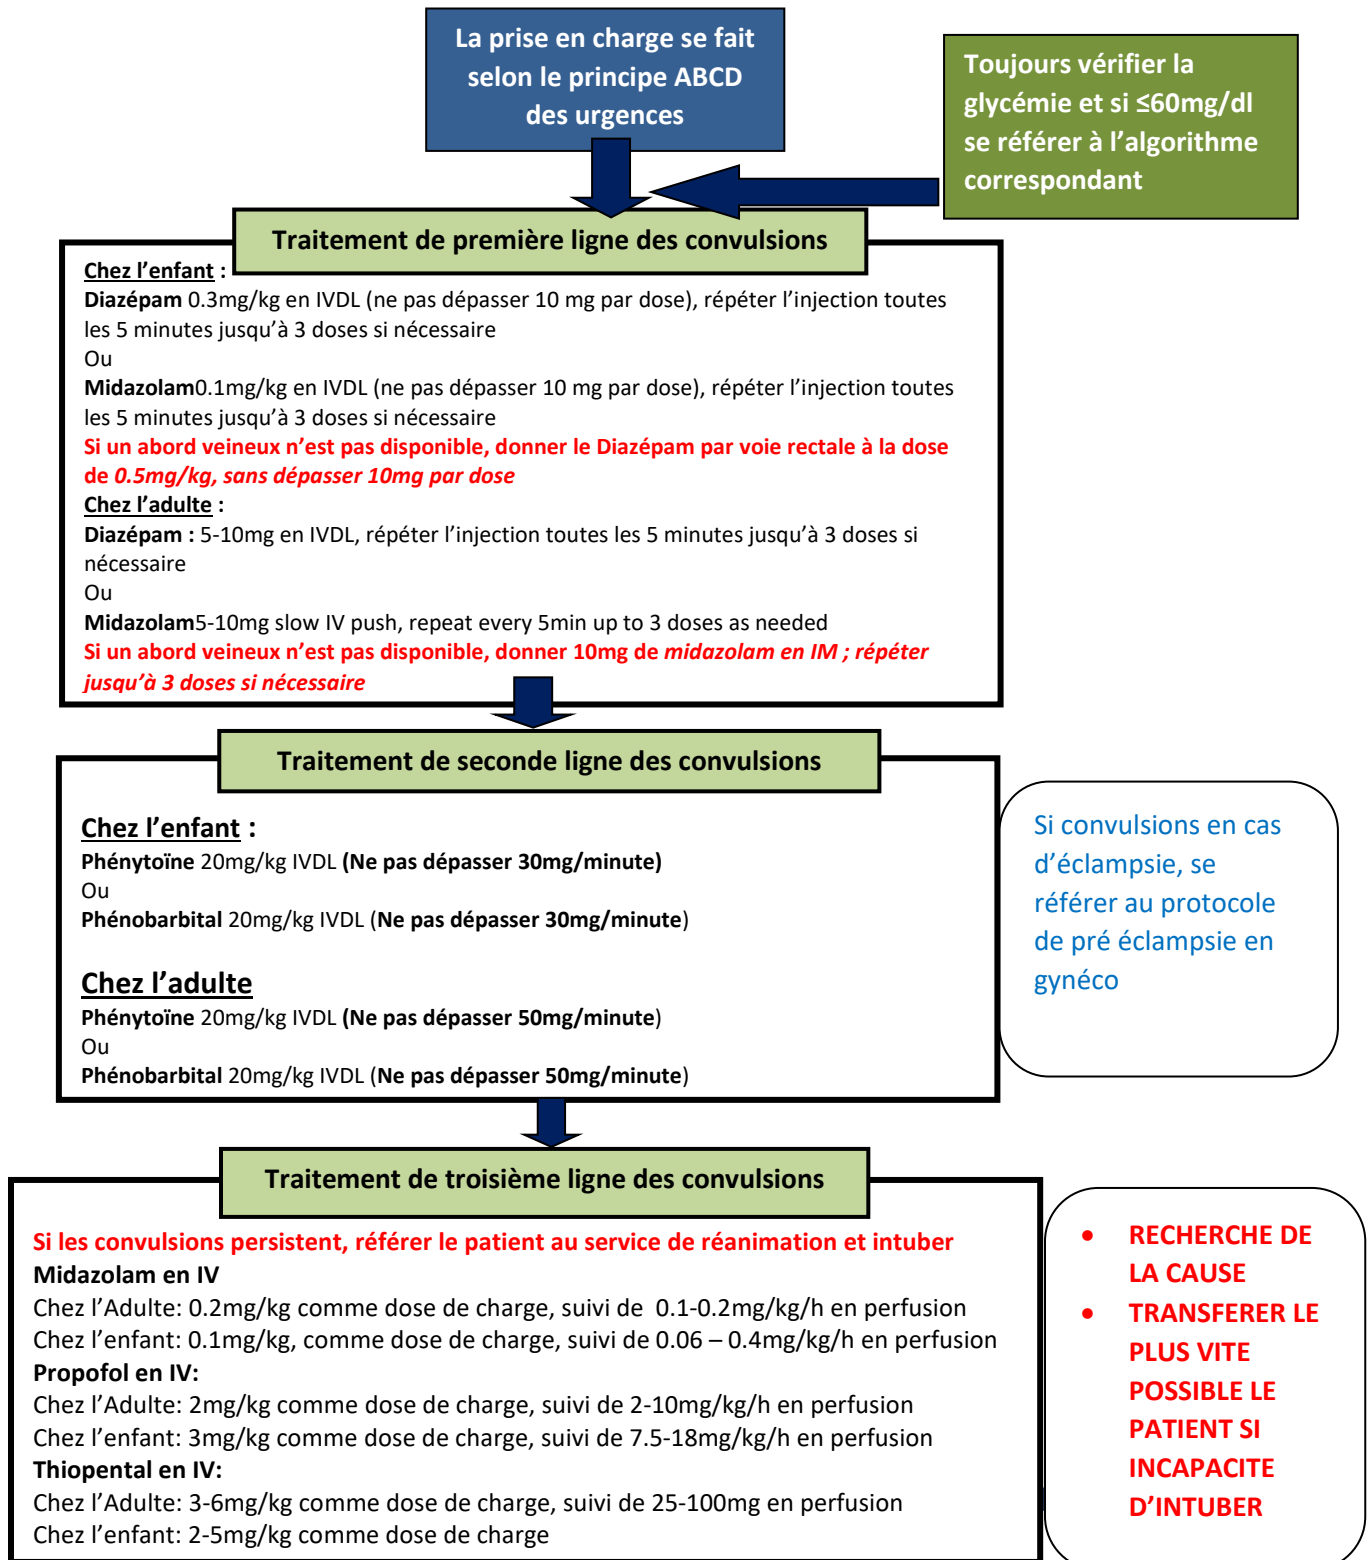 La prise en charge se fait
selon le principe ABCD
des urgences
Toujours vérifier la
glycémie et si ≤60mg/dl
se référer à l’algorithme
correspondant
Traitement de première ligne des convulsions
Chez l’enfant :
Diazépam 0.3mg/kg en IVDL (ne pas dépasser 10 mg par dose), répéter l’injection toutes
les 5 minutes jusqu’à 3 doses si nécessaire
Ou
Midazolam0.1mg/kg en IVDL (ne pas dépasser 10 mg par dose), répéter l’injection toutes
les 5 minutes jusqu’à 3 doses si nécessaire
Si un abord veineux n’est pas disponible, donner le Diazépam par voie rectale à la dose
de 0.5mg/kg, sans dépasser 10mg par dose
Chez l’adulte :
Diazépam : 5-10mg en IVDL, répéter l’injection toutes les 5 minutes jusqu’à 3 doses si
nécessaire
Ou
Midazolam5-10mg slow IV push, repeat every 5min up to 3 doses as needed
Si un abord veineux n’est pas disponible, donner 10mg de midazolam en IM ; répéter
jusqu’à 3 doses si nécessaire
Traitement de seconde ligne des convulsions
Chez l’enfant :
Phénytoïne 20mg/kg IVDL (Ne pas dépasser 30mg/minute)
Ou
Phénobarbital 20mg/kg IVDL (Ne pas dépasser 30mg/minute)
Chez l’adulte
Phénytoïne 20mg/kg IVDL (Ne pas dépasser 50mg/minute)
Ou
Phénobarbital 20mg/kg IVDL (Ne pas dépasser 50mg/minute)
Si convulsions en cas
d’éclampsie, se
référer au protocole
de pré éclampsie en
gynéco
Traitement de troisième ligne des convulsions
Si les convulsions persistent, référer le patient au service de réanimation et intuber
Midazolam en IV
Chez l’Adulte: 0.2mg/kg comme dose de charge, suivi de 0.1-0.2mg/kg/h en perfusion
Chez l’enfant: 0.1mg/kg, comme dose de charge, suivi de 0.06 – 0.4mg/kg/h en perfusion
Propofol en IV:
Chez l’Adulte: 2mg/kg comme dose de charge, suivi de 2-10mg/kg/h en perfusion
Chez l’enfant: 3mg/kg comme dose de charge, suivi de 7.5-18mg/kg/h en perfusion
Thiopental en IV:
Chez l’Adulte: 3-6mg/kg comme dose de charge, suivi de 25-100mg en perfusion
Chez l’enfant: 2-5mg/kg comme dose de charge
• RECHERCHE DE
LA CAUSE
• TRANSFERER LE
PLUS VITE
POSSIBLE LE
PATIENT SI
INCAPACITE
D’INTUBER